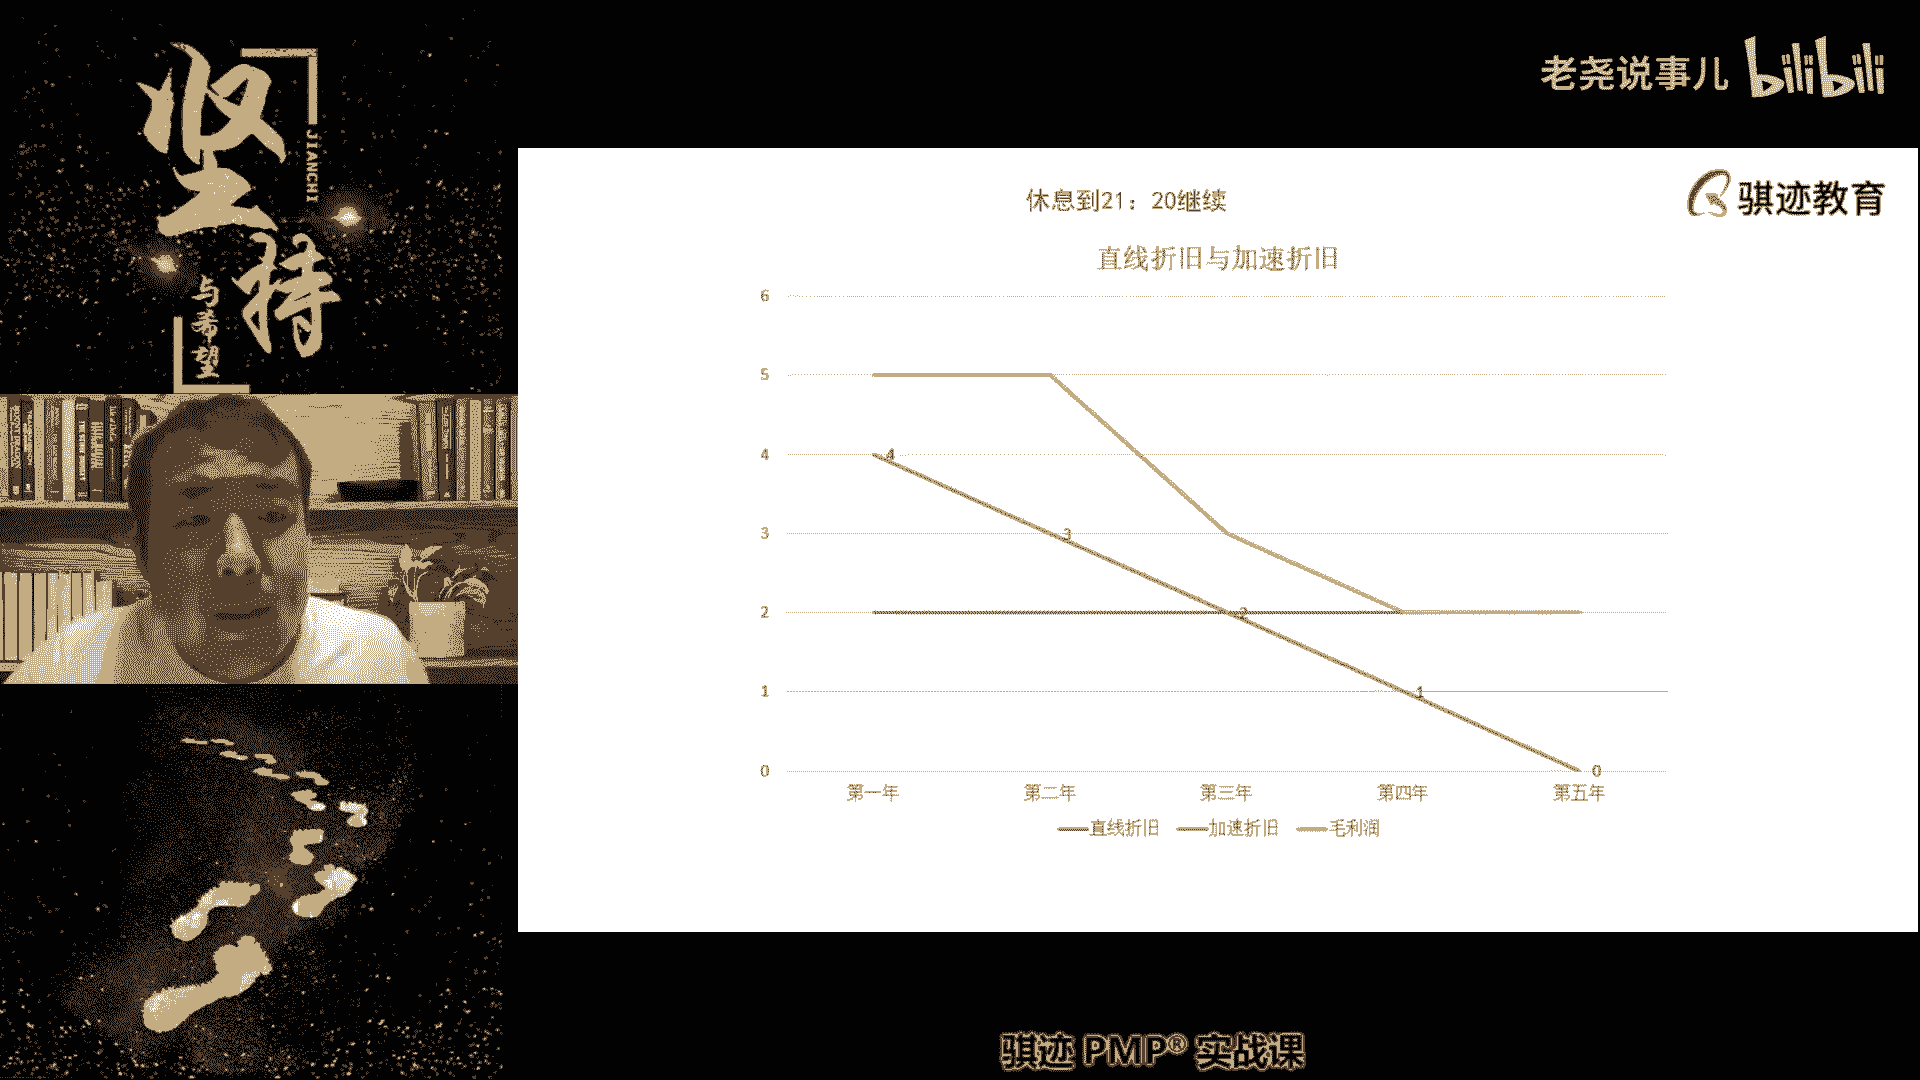 坚持
JIANCHI
与希望
老尧说事儿 bilibili
骐迹教育
休息到21：20继续
直线折旧与加速折旧
6
5
4
3
2
1
0
4
3
2
1
0
第一年 第二年 第三年 第四年 第五年
直线折旧 加速折旧 毛利润
骐迹 PMP® 实战课